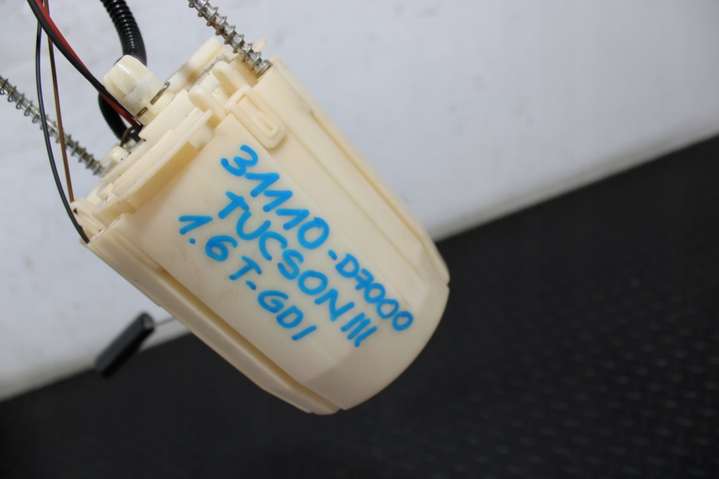 31110-D7000
TUCSON III
1.6 T-GDI